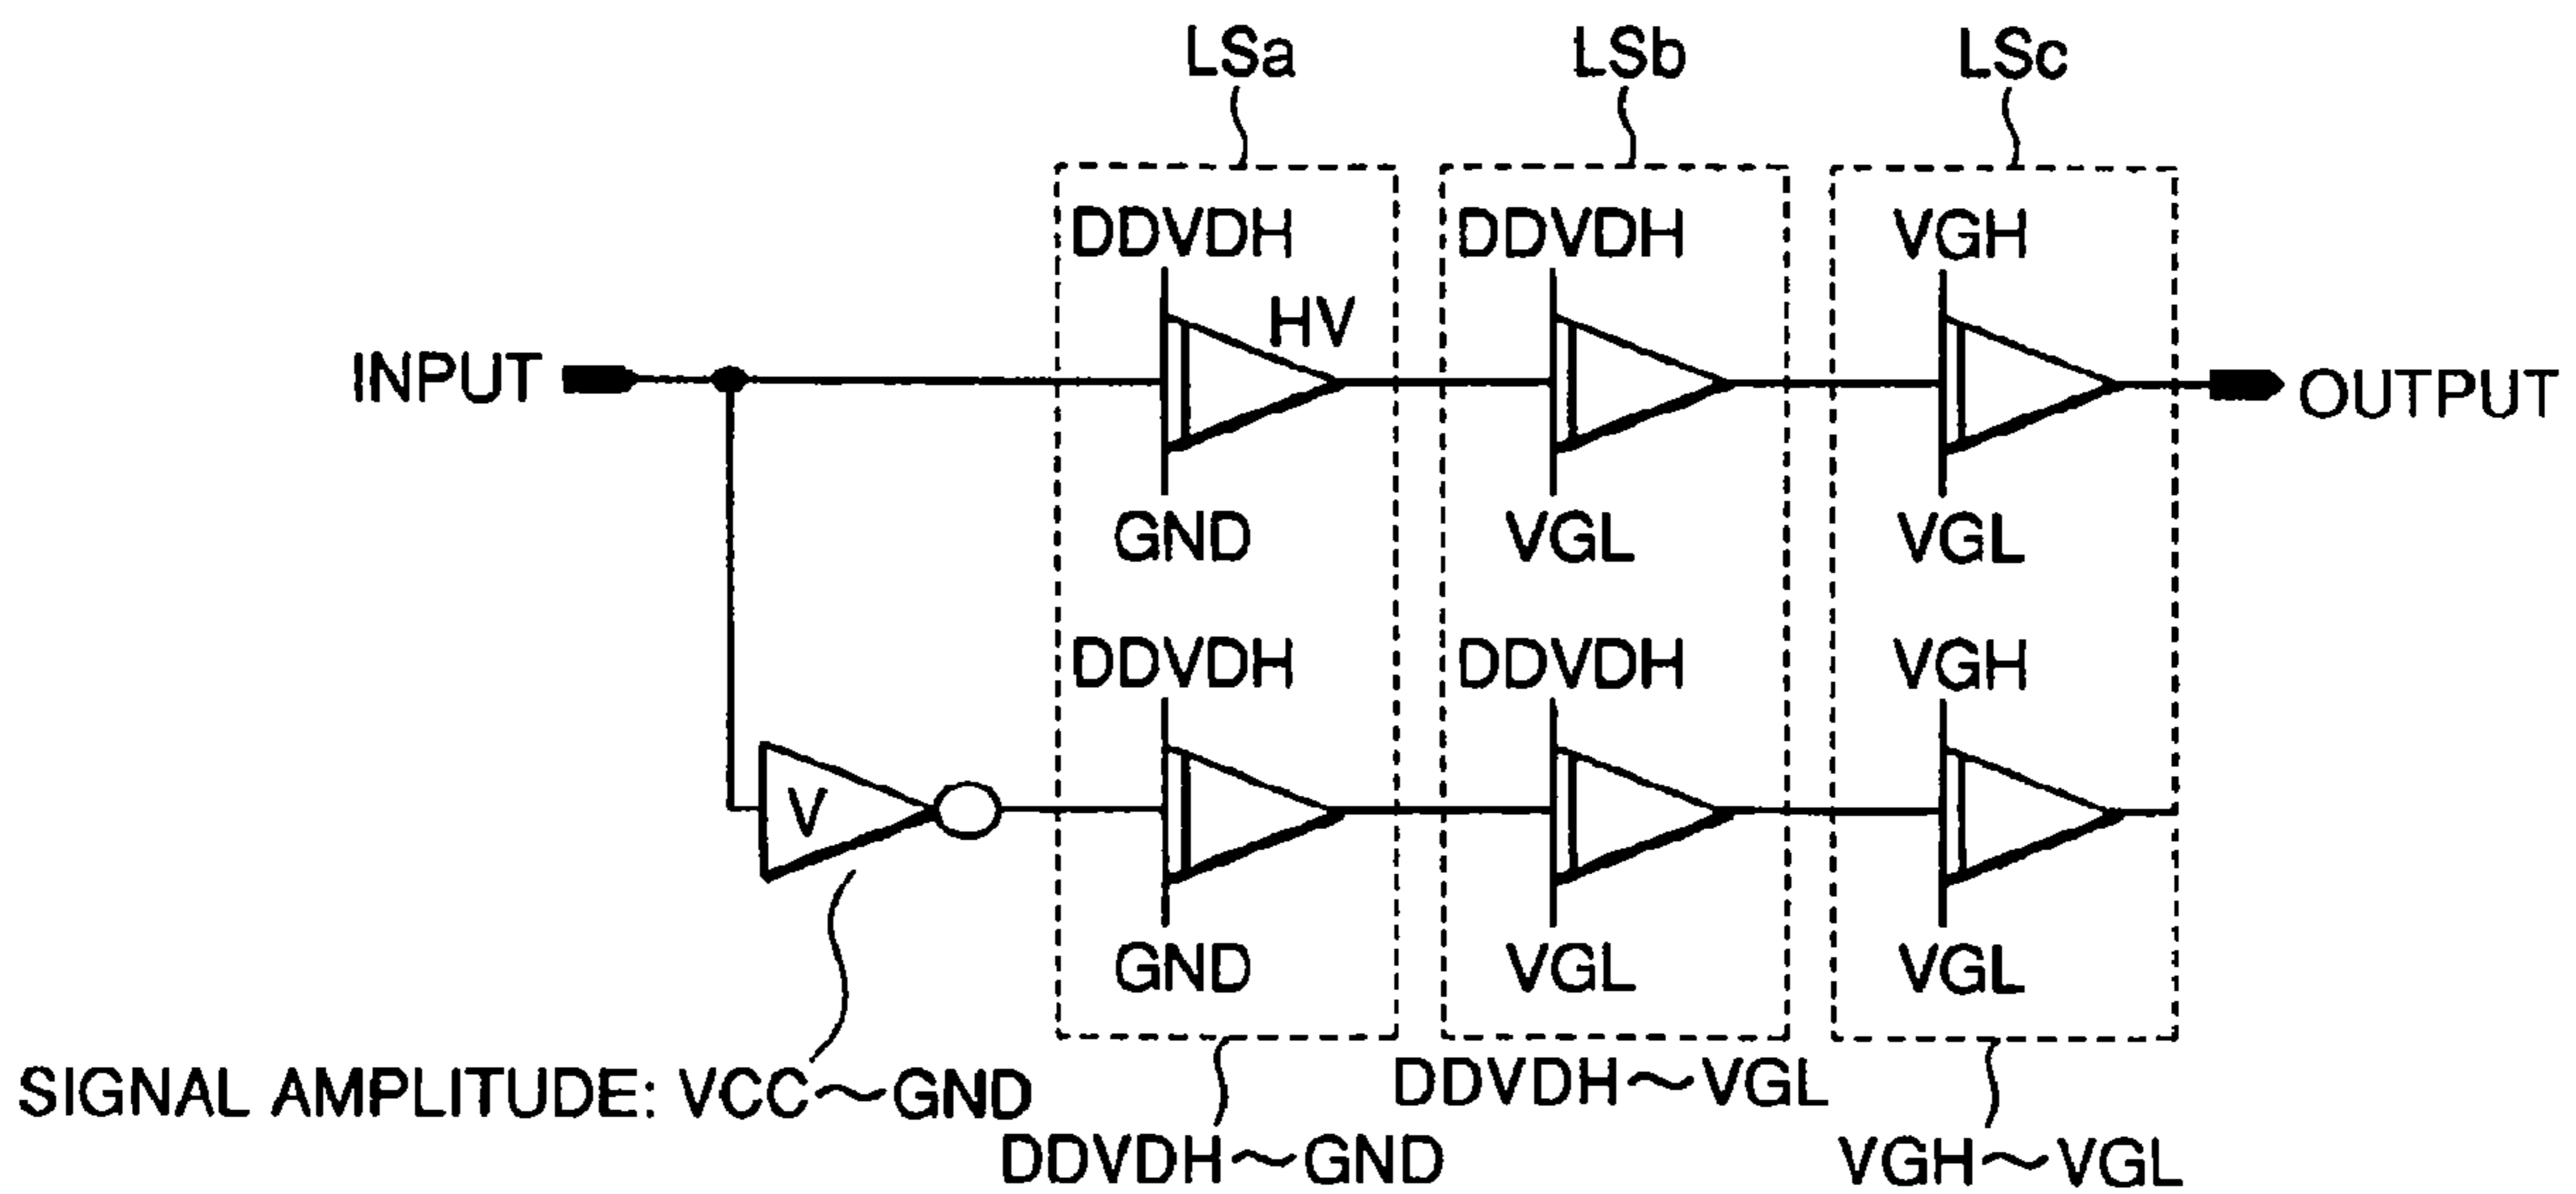 LSa LSb LSc
DDVDH DDVDH VGH
HV
INPUT OUTPUT
GND VGL VGL
DDVDH DDVDH VGH
V
GND VGL VGL
SIGNAL AMPLITUDE: VCC~GND DDVDH~VGL
DDVDH~GND VGH~VGL